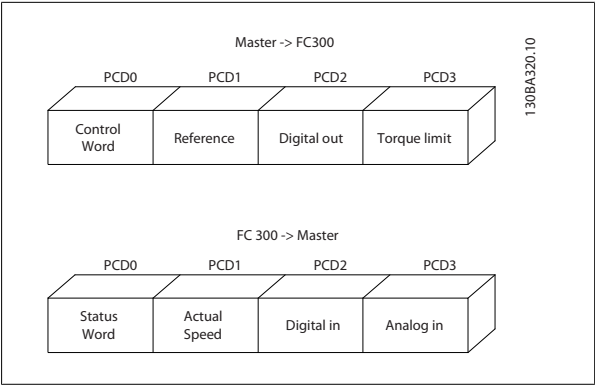 Master -> FC300
130BA320.10
PCD0 PCD1 PCD2 PCD3
Control Word
Reference
Digital out
Torque limit
FC 300 -> Master
PCD0 PCD1 PCD2 PCD3
Status Word
Actual Speed
Digital in
Analog in